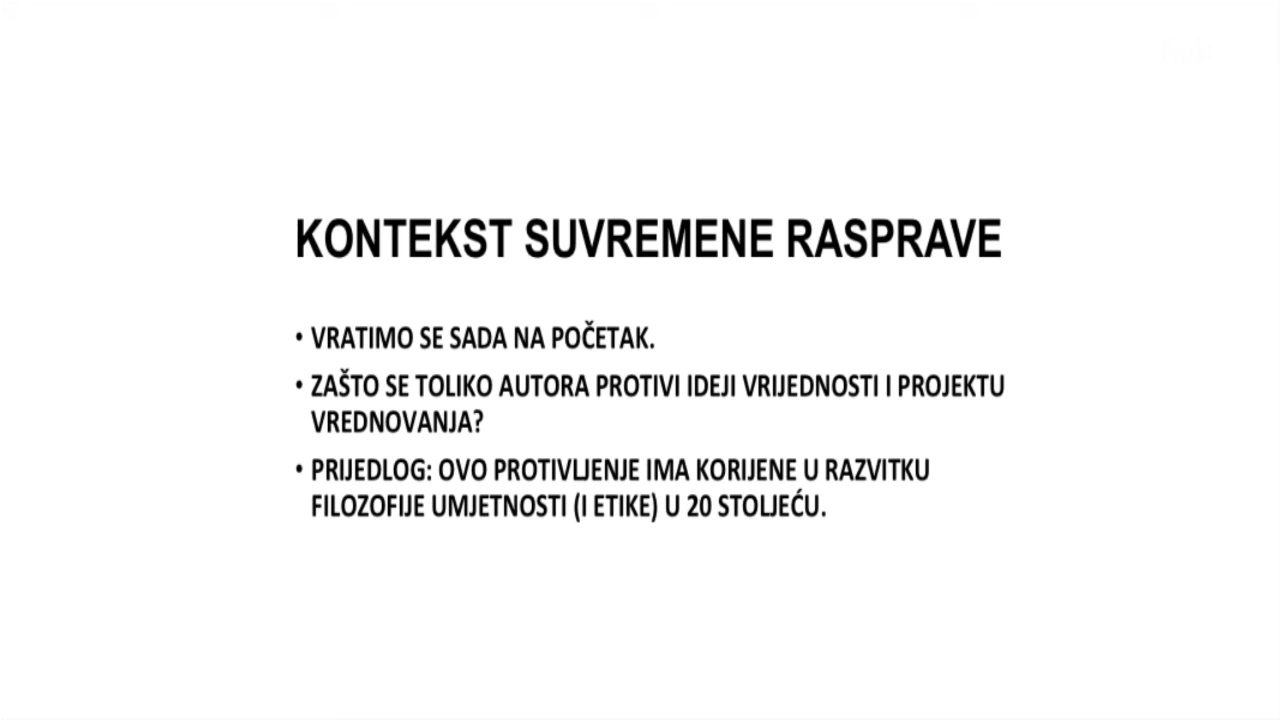 KONTEKST SUVREMENE RASPRAVE
• VRATIMO SE SADA NA POČETAK.
• ZAŠTO SE TOLIKO AUTORA PROTIVI IDEJI VRIJEDNOSTI I PROJEKTU
VREDNOVANJA?
• PRIJEDLOG: OVO PROTIVLJENJE IMA KORIJENE U RAZVITKU
FILOZOFIJE UMJETNOSTI (I ETIKE) U 20 STOLJEĆU.